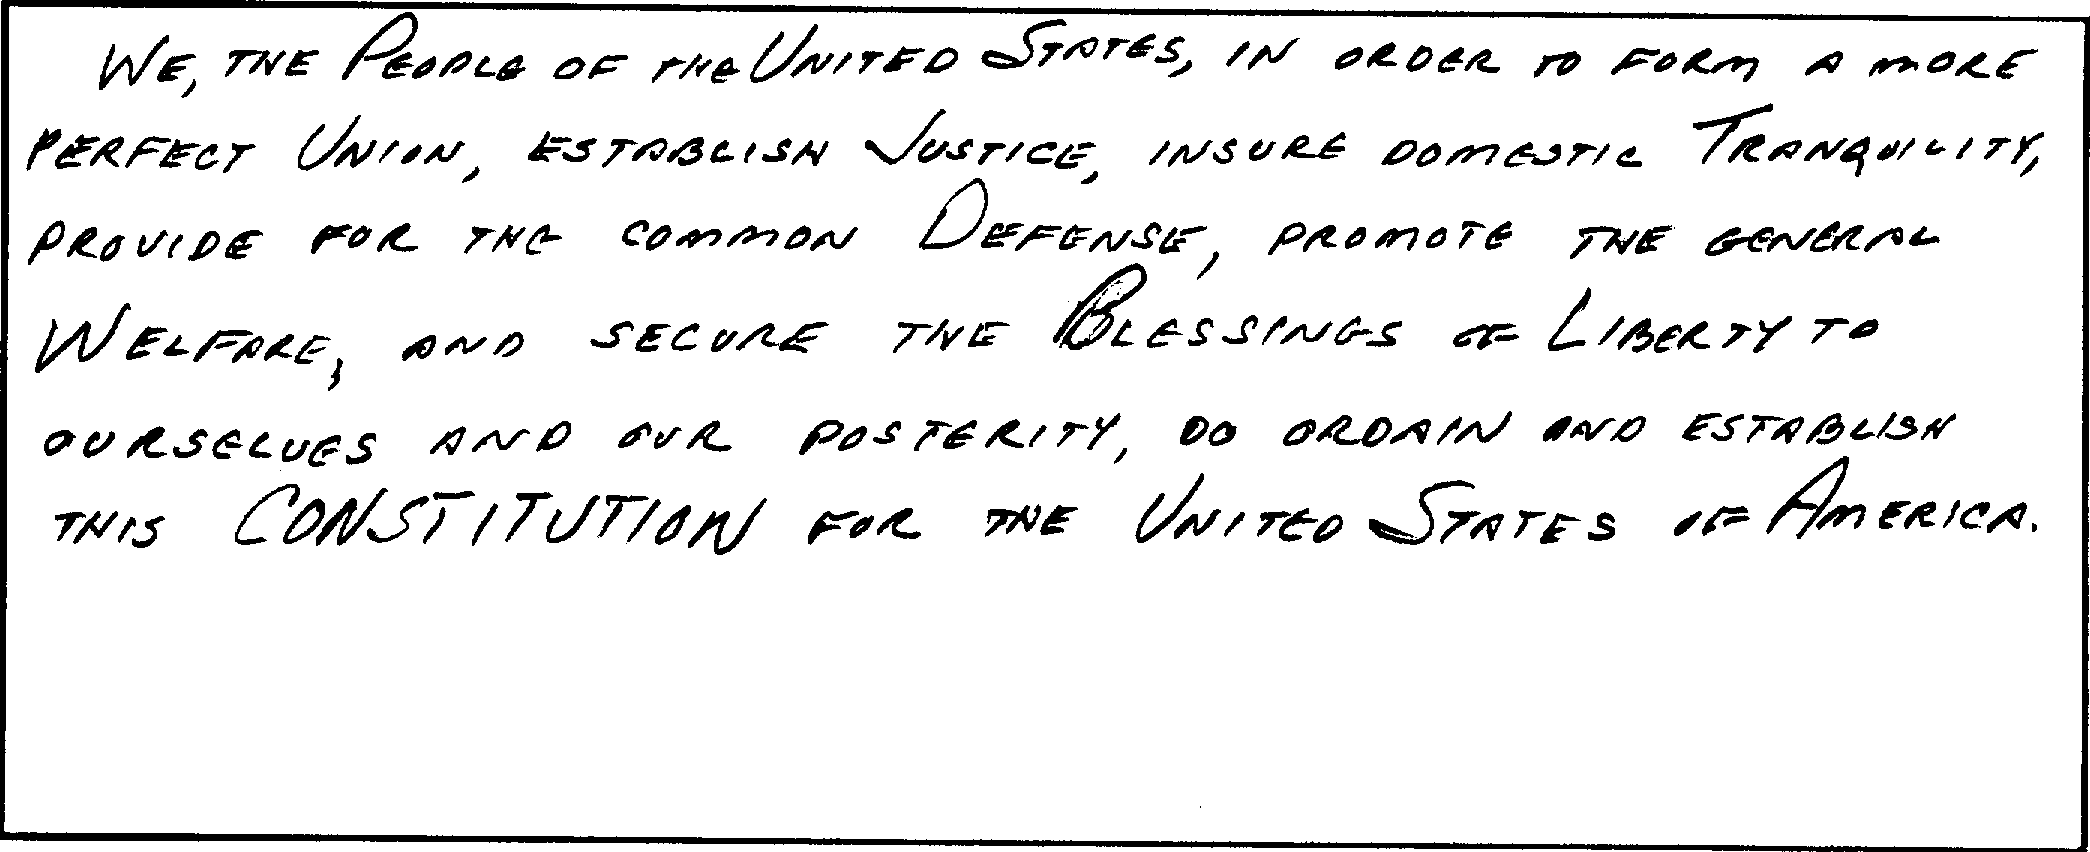 WE, THE PEOPLE OF THE UNITED STATES, IN ORDER TO FORM A MORE
PERFECT UNION, ESTABLISH JUSTICE, INSURE DOMESTIC TRANQUILITY,
PROVIDE FOR THE COMMON DEFENSE, PROMOTE THE GENERAL
WELFARE, AND SECURE THE BLESSINGS OF LIBERTY TO
OURSELVES AND OUR POSTERITY, DO ORDAIN AND ESTABLISH
THIS CONSTITUTION FOR THE UNITED STATES OF AMERICA.